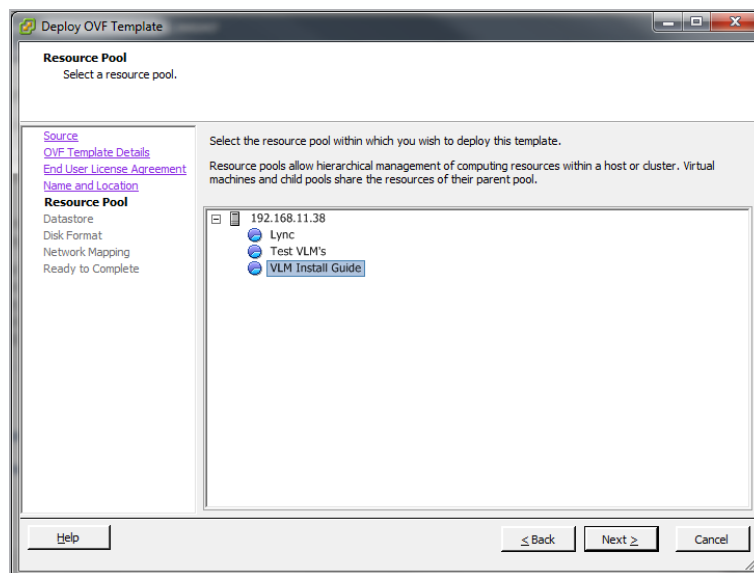 Deploy OVF Template
Resource Pool
Select a resource pool.
Source
OVF Template Details
End User License Agreement
Name and Location
Resource Pool
Datastore
Disk Format
Network Mapping
Ready to Complete
Select the resource pool within which you wish to deploy this template.
Resource pools allow hierarchical management of computing resources within a host or cluster. Virtual
machines and child pools share the resources of their parent pool.
192.168.11.38
Lync
Test VLM's
VLM Install Guide
Help
< Back
Next >
Cancel